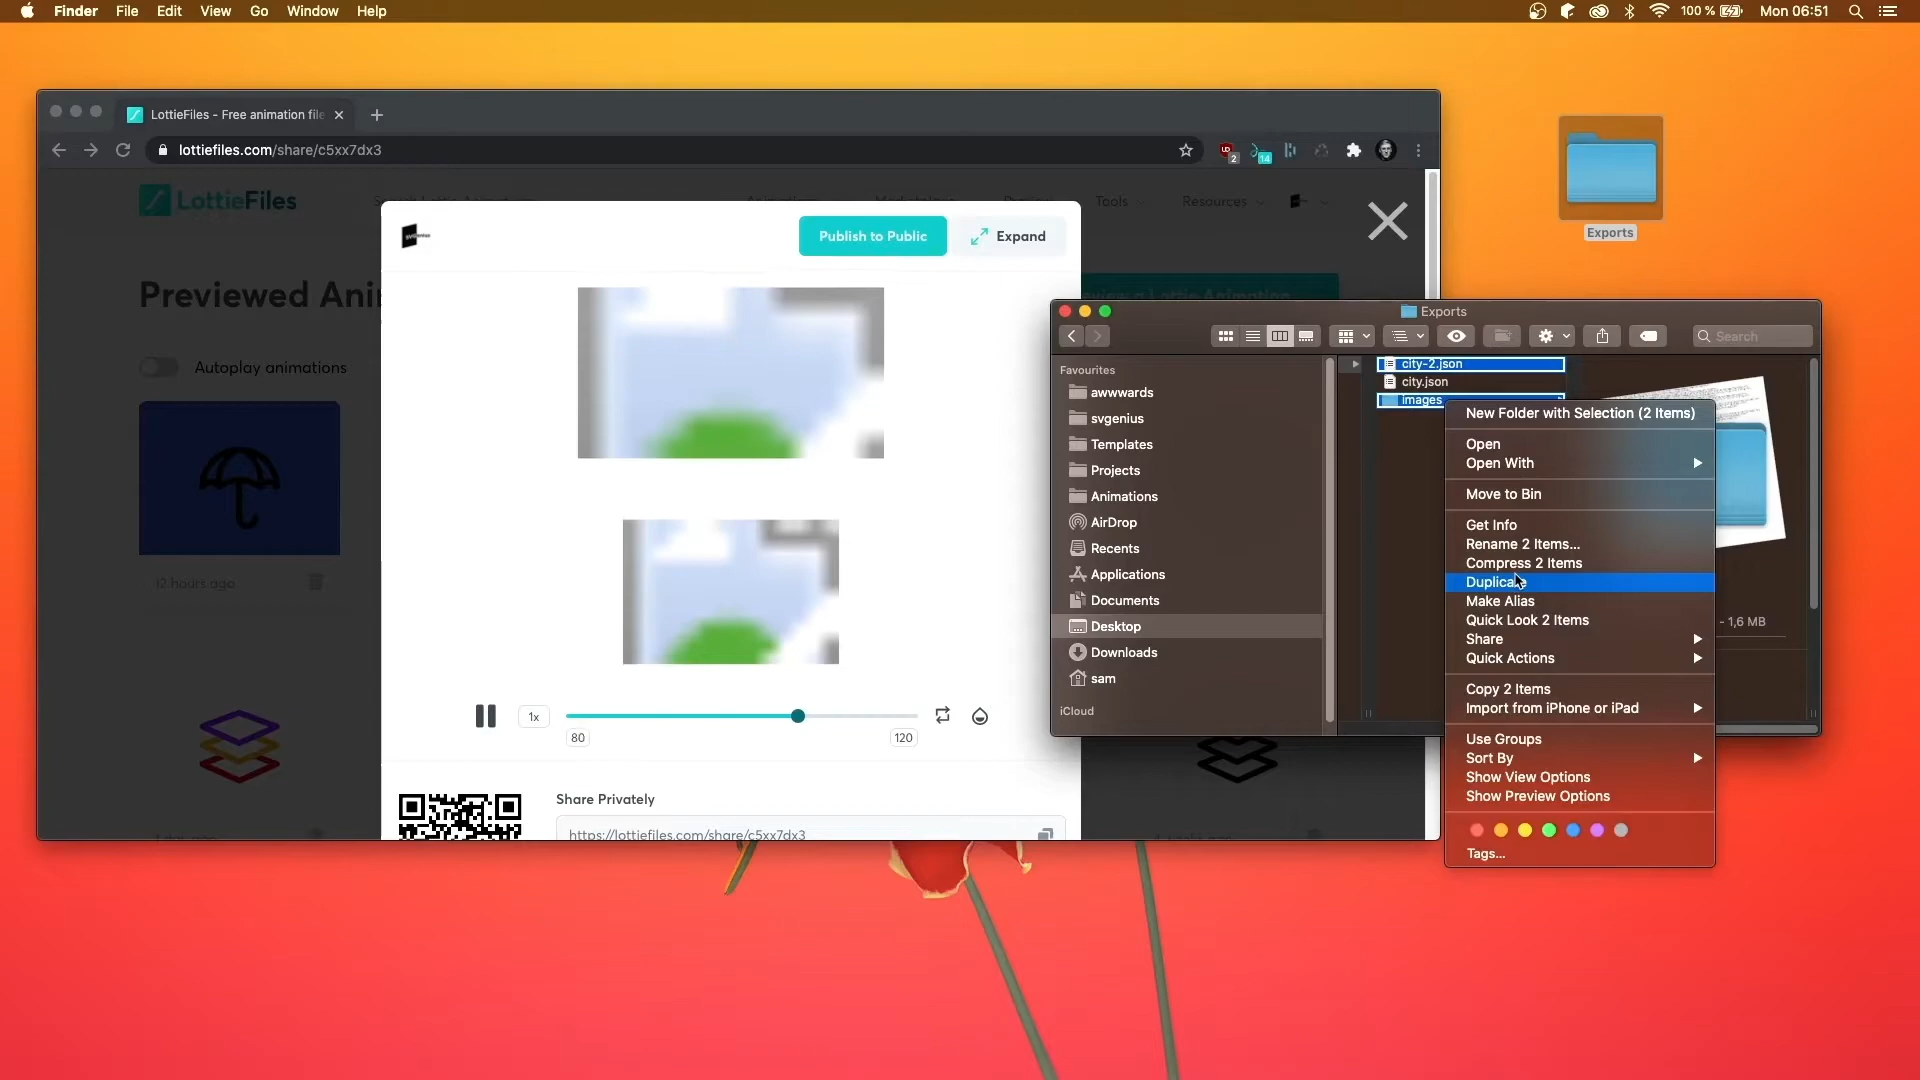 Finder File Edit View Go Window Help
100 % Mon 06:51
LottieFiles - Free animation file
lottiefiles.com/share/c5xx7dx3
2
14
LottieFiles
Tools
Resources
Publish to Public
Expand
Previewed Ani
Autoplay animations
12 hours ago
1x
80
120
Share Privately
https://lottiefiles.com/share/c5xx7dx3
Exports
Exports
Search
Favourites
awwwards
svgenius
Templates
Projects
Animations
AirDrop
Recents
Applications
Documents
Desktop
Downloads
sam
iCloud
city-2.json
city.json
images
- 1,6 MB
New Folder with Selection (2 Items)
Open
Open With
Move to Bin
Get Info
Rename 2 Items...
Compress 2 Items
Duplicate
Make Alias
Quick Look 2 Items
Share
Quick Actions
Copy 2 Items
Import from iPhone or iPad
Use Groups
Sort By
Show View Options
Show Preview Options
Tags...